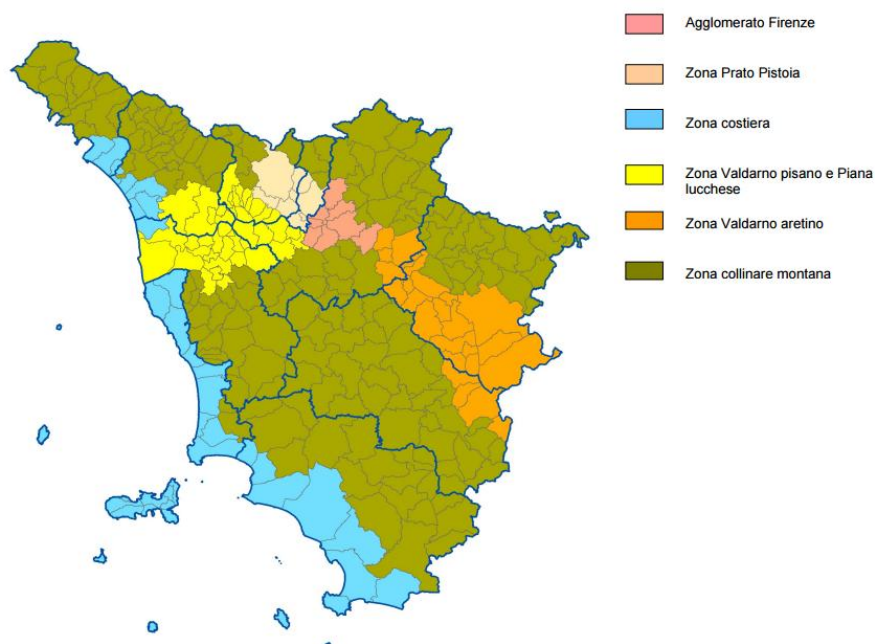 Agglomerato Firenze
Zona Prato Pistoia
Zona costiera
Zona Valdarno pisano e Piana
lucchese
Zona Valdarno aretino
Zona collinare montana